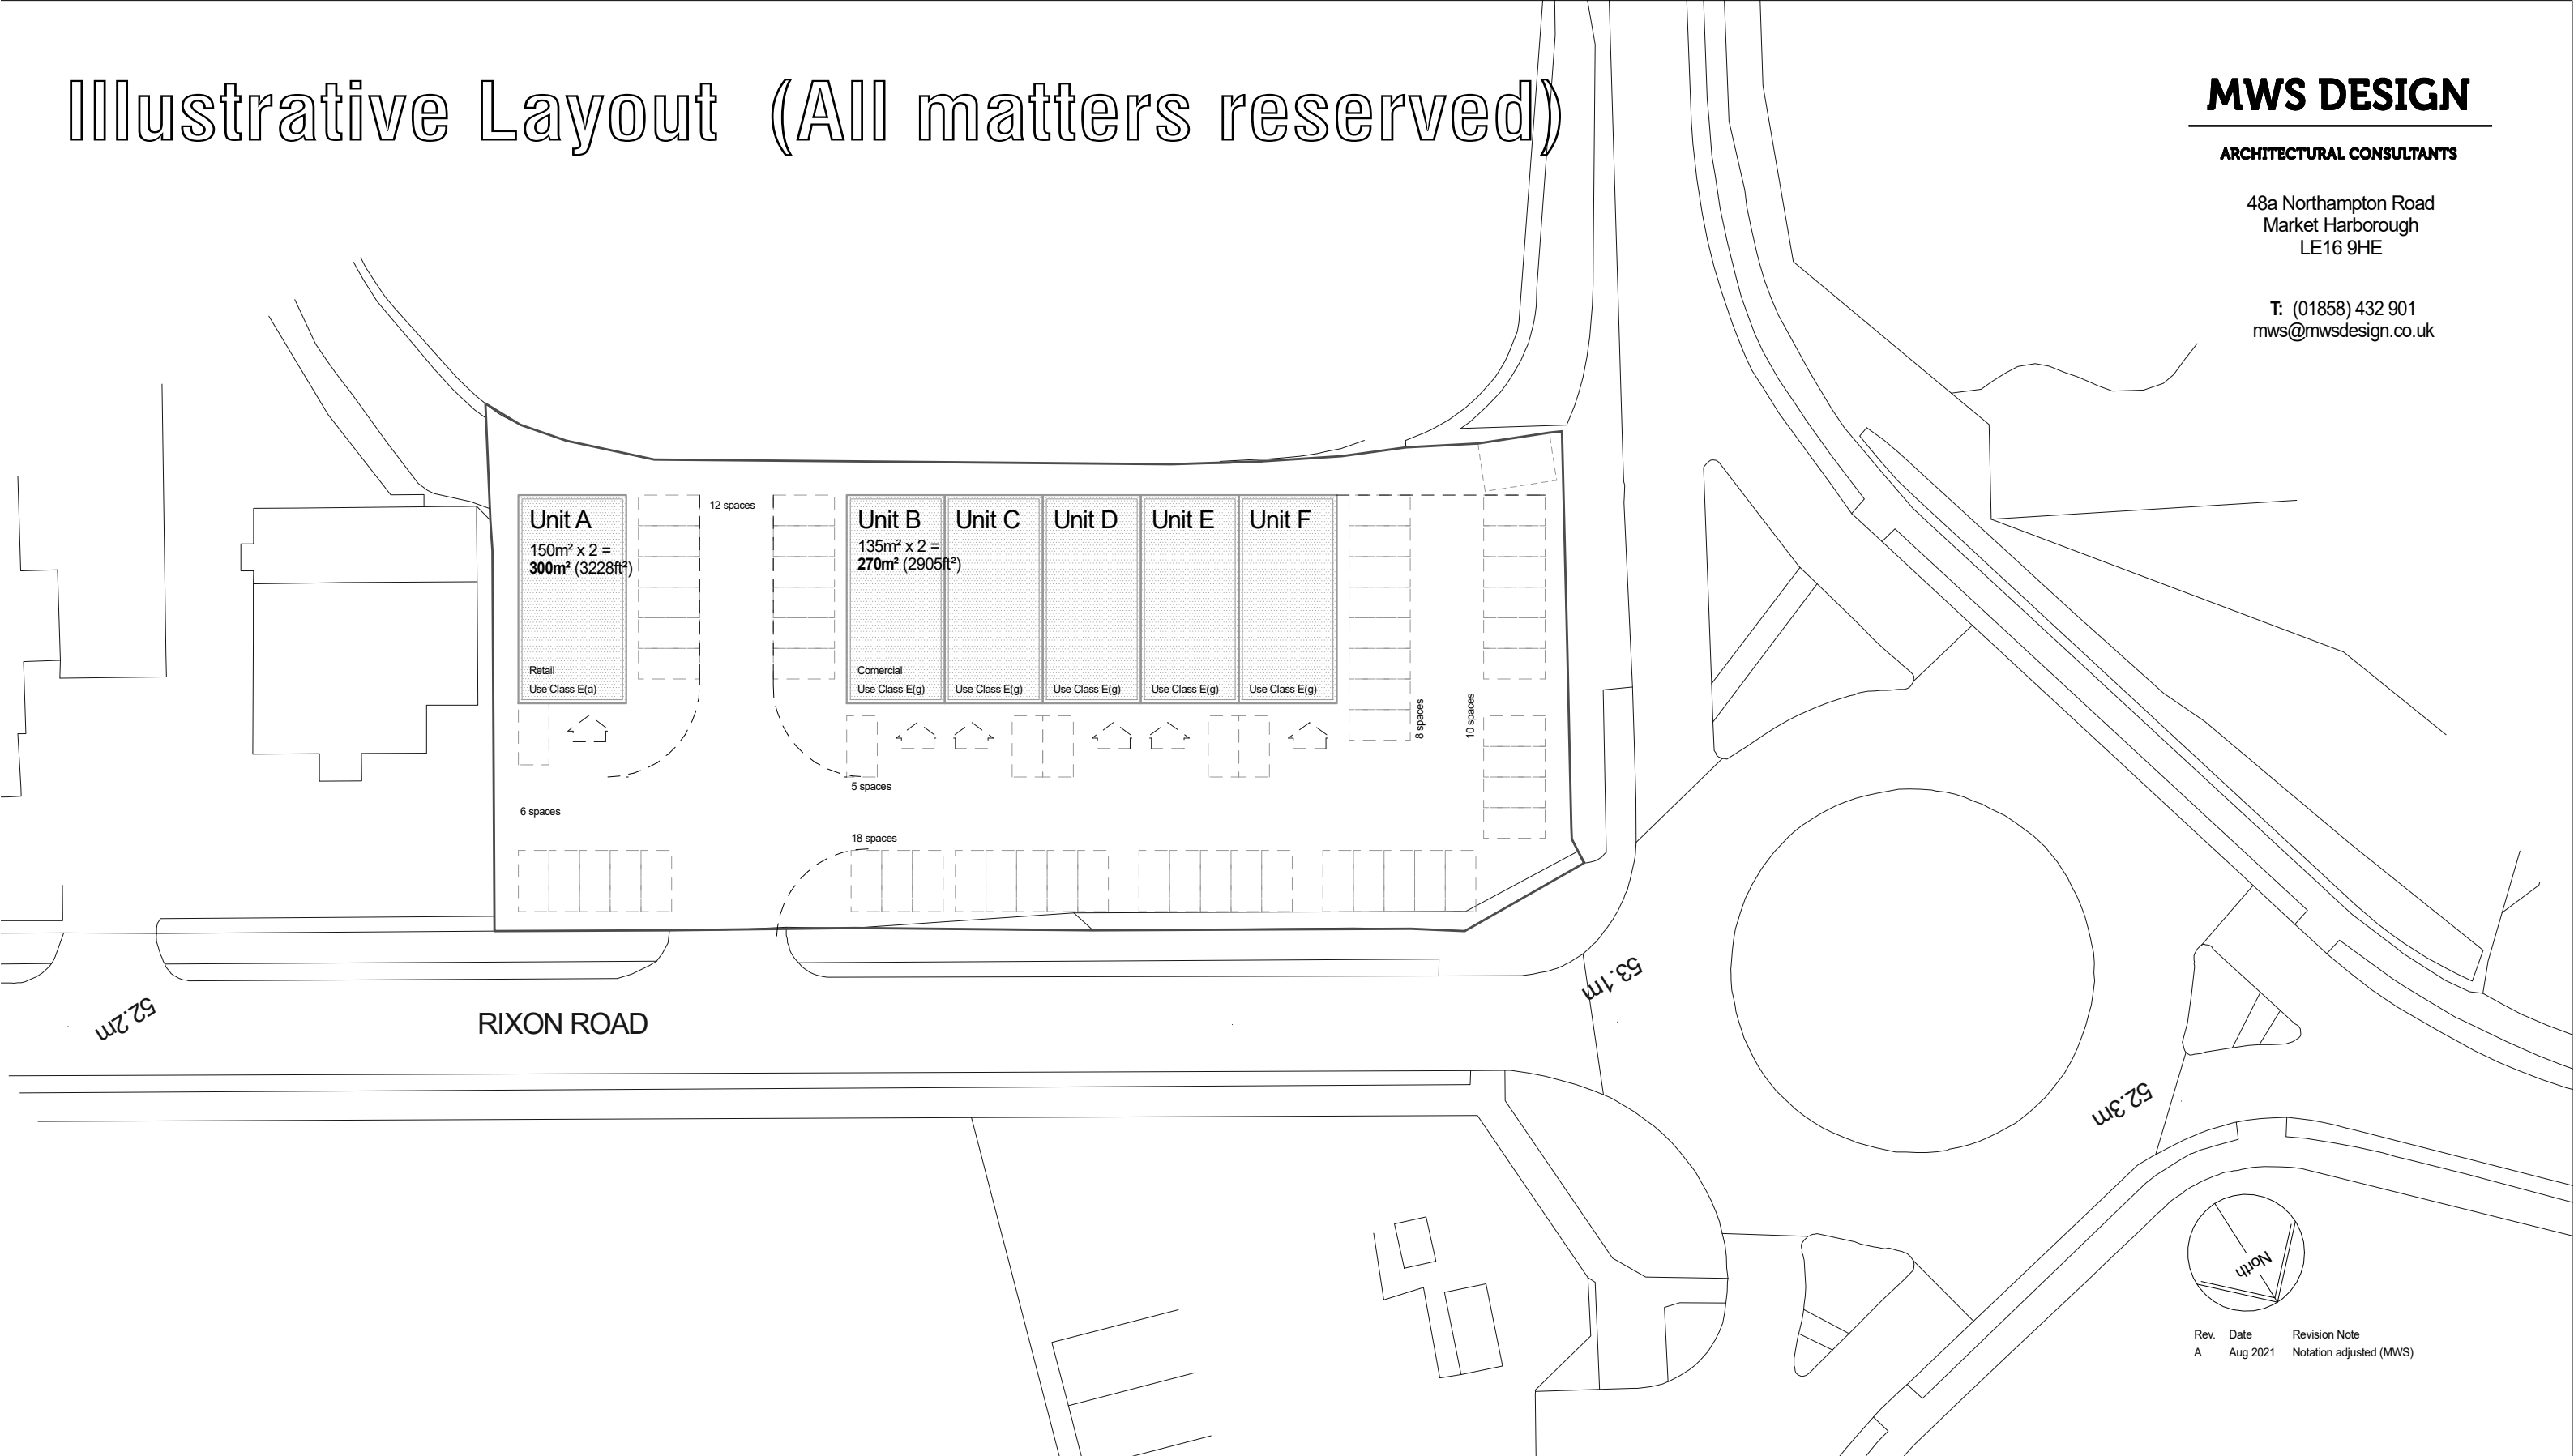 Illustrative Layout (All matters reserved)
MWS DESIGN
ARCHITECTURAL CONSULTANTS
48a Northampton Road
Market Harborough
LE16 9HE
T: (01858) 432 901
mws@mwsdesign.co.uk
Unit A
150m² x 2 =
300m² (3228ft²)
Retail
Use Class E(a)
12 spaces
Unit B
135m² x 2 =
270m² (2905ft²)
Comercial
Use Class E(g)
Unit C
Use Class E(g)
Unit D
Use Class E(g)
Unit E
Use Class E(g)
Unit F
Use Class E(g)
8 spaces
10 spaces
5 spaces
6 spaces
18 spaces
52.2m
RIXON ROAD
53.1m
52.3m
North
Rev. Date Revision Note
A Aug 2021 Notation adjusted (MWS)